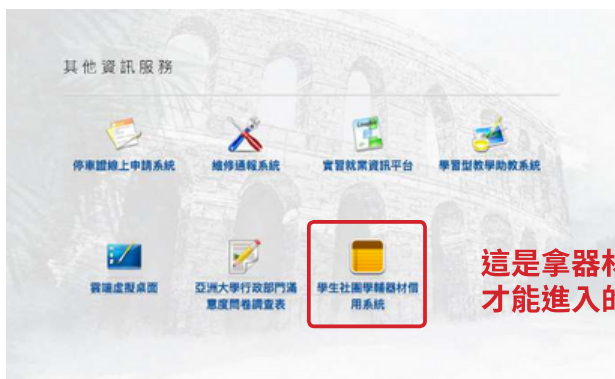 其他資訊服務
停車證線上申請系統
維修通報系統
實習就業資訊平台
學習型教學助教系統
雲端虛擬桌面
亞洲大學行政部門滿
意度問卷調查表
學生社團學輔器材借
用系統
這是拿器材
才能進入的